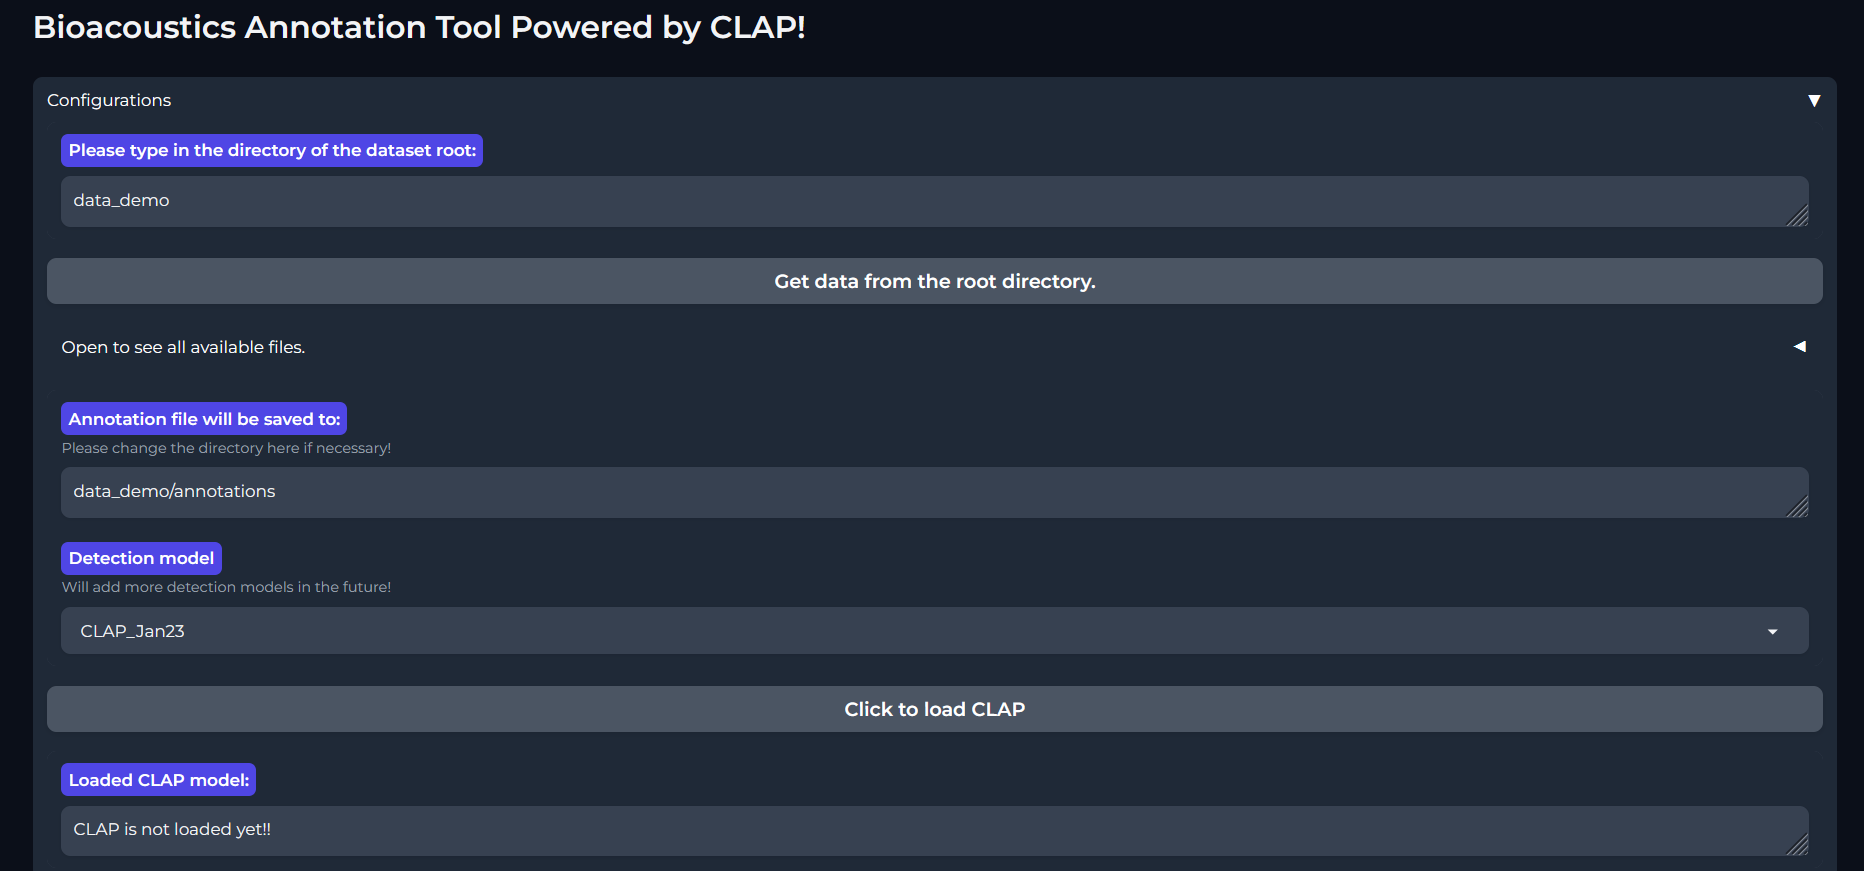 Bioacoustics Annotation Tool Powered by CLAP!
Configurations
Please type in the directory of the dataset root:
data_demo
Get data from the root directory.
Open to see all available files.
Annotation file will be saved to:
Please change the directory here if necessary!
data_demo/annotations
Detection model
Will add more detection models in the future!
CLAP_Jan23
Click to load CLAP
Loaded CLAP model:
CLAP is not loaded yet!!